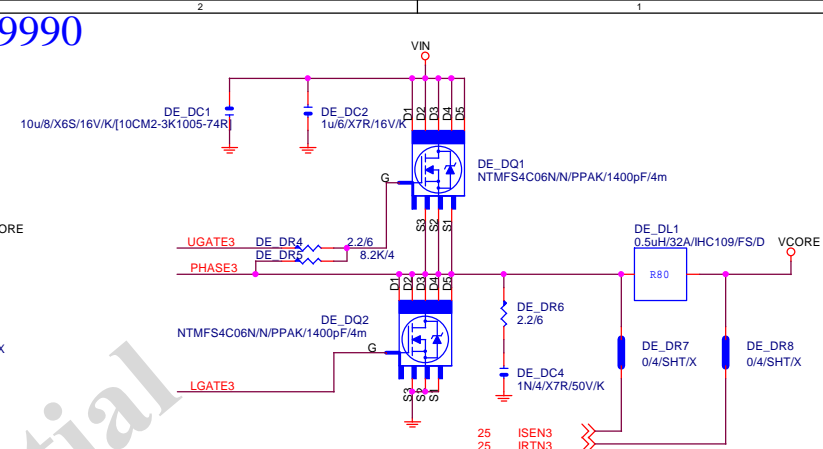 2
1
9990
VIN
DE_DC1
10u/8/X6S/16V/K/[10CM2-3K1005-74R]
DE_DC2
1u/6/X7R/16V/K
D1
D2
D3
D4
D5
DE_DQ1
NTMFS4C06N/N/PPAK/1400pF/4m
G
S3
S2
S1
ORE
UGATE3
DE_DR4
2.2/6
DE_DR5
8.2K/4
PHASE3
DE_DL1
0.5uH/32A/IHC109/FS/D
VCORE
R80
D1
D2
D3
D4
D5
DE_DQ2
NTMFS4C06N/N/PPAK/1400pF/4m
G
X
DE_DR6
2.2/6
DE_DR7
0/4/SHT/X
DE_DR8
0/4/SHT/X
DE_DC4
1N/4/X7R/50V/K
LGATE3
S3
S2
S1
25 ISEN3
25 IRTN3
tial